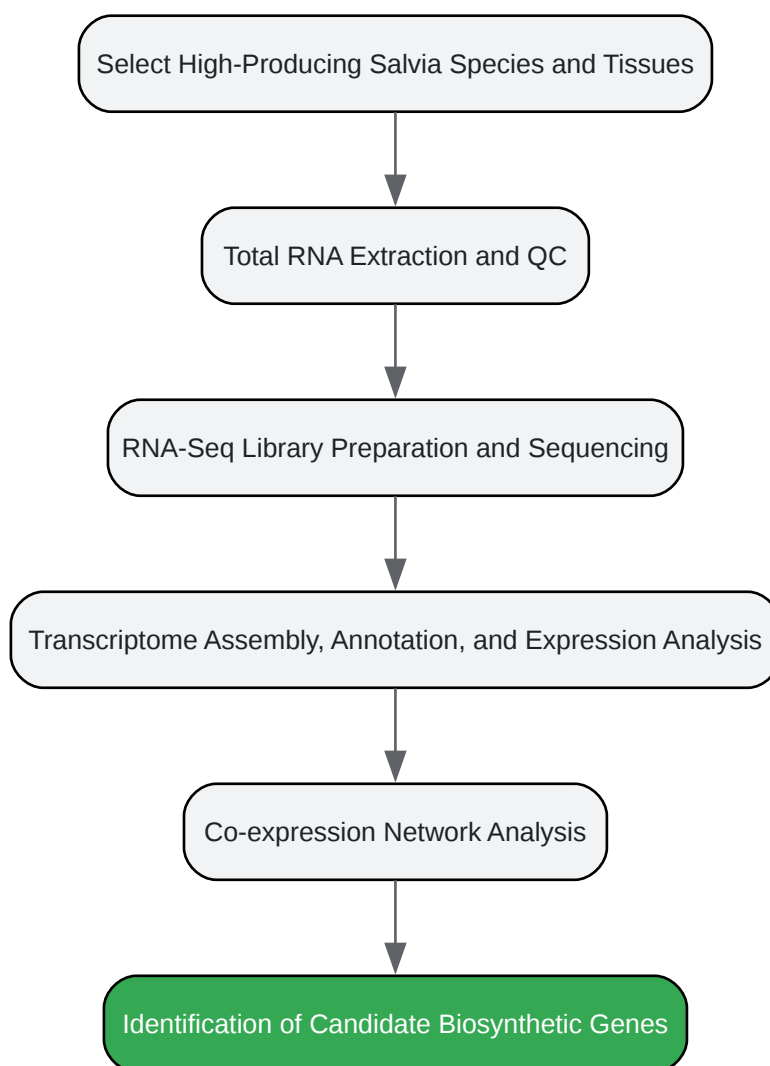 Select High-Producing Salvia Species and Tissues
Total RNA Extraction and QC
RNA-Seq Library Preparation and Sequencing
Transcriptome Assembly, Annotation, and Expression Analysis
Co-expression Network Analysis
Identification of Candidate Biosynthetic Genes